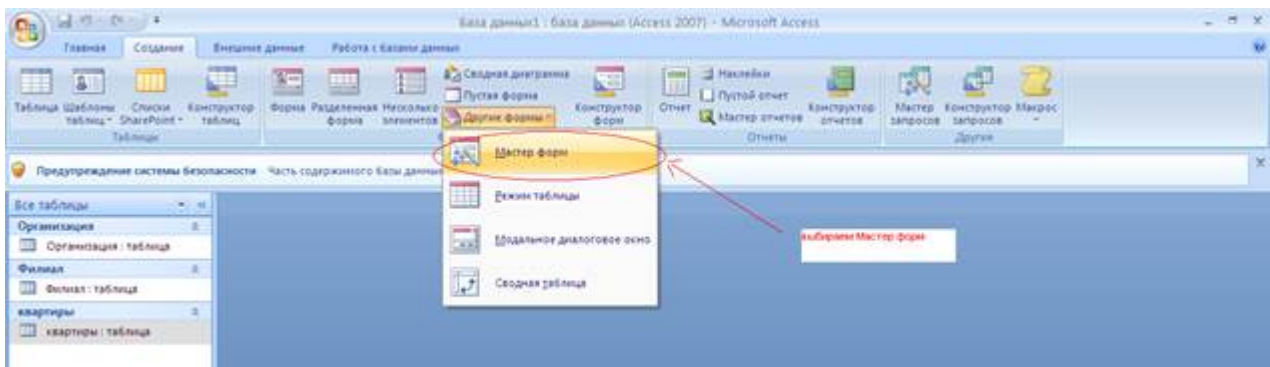 База данных1 : база данных (Access 2007) - Microsoft Access
Главная Создание Внешние данные Работа с базами данных
Таблица Шаблоны таблиц Списки SharePoint Конструктор таблиц
Таблицы
Форма Разделенная форма Несколько элементов
Сводная диаграмма
Пустая форма
Другие формы
Конструктор форм
Отчет
Наклейки
Пустой отчет
Мастер отчетов
Конструктор отчетов
Отчеты
Мастер запросов Конструктор запросов Макрос
Другие
Мастер форм
Режим таблицы
Модальное диалоговое окно
Сводная таблица
Предупреждение системы безопасности Часть содержимого базы данных
выбираем Мастер форм
Все таблицы
Организация
Организация : таблица
Филиал
Филиал : таблица
квартиры
квартиры : таблица